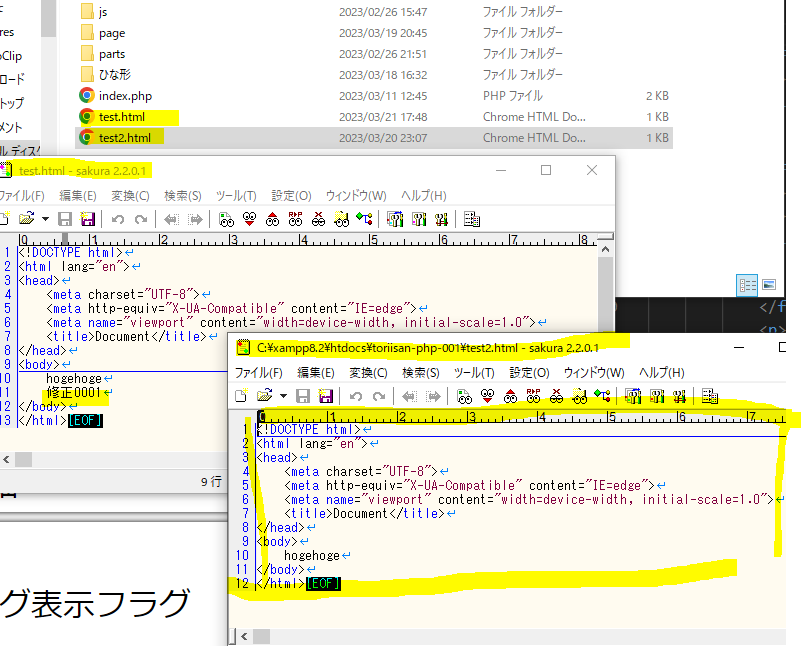 js 2023/02/26 15:47 ファイル フォルダー
res page 2023/03/19 20:45 ファイル フォルダー
oClip parts 2023/02/26 21:51 ファイル フォルダー
ロード ひな形 2023/03/18 16:32 ファイル フォルダー
トップ index.php 2023/03/11 12:45 PHP ファイル 2 KB
メント test.html 2023/03/21 17:48 Chrome HTML Do... 1 KB
ル ディスク test2.html 2023/03/20 23:07 Chrome HTML Do... 1 KB
test.html - sakura 2.2.0.1
ファイル(F) 編集(E) 変換(C) 検索(S) ツール(T) 設定(O) ウィンドウ(W) ヘルプ(H)
0 1 2 3 4 5 6 7 8
1 <!DOCTYPE html>↵
2 <html lang="en">↵
3 <head>↵
4 <meta charset="UTF-8">↵
5 <meta http-equiv="X-UA-Compatible" content="IE=edge">↵
6 <meta name="viewport" content="width=device-width, initial-scale=1.0">↵
7 <title>Document</title>↵
8 </head>↵
9 <body>↵
10 hogehoge↵
11 修正0001↵
12 </body>↵
13 </html>[EOF]
9 行
C:¥xampp8.2¥htdocs¥toriisan-php-001¥test2.html - sakura 2.2.0.1
ファイル(F) 編集(E) 変換(C) 検索(S) ツール(T) 設定(O) ウィンドウ(W) ヘルプ(H)
0 1 2 3 4 5 6 7
1 <!DOCTYPE html>↵
2 <html lang="en">↵
3 <head>↵
4 <meta charset="UTF-8">↵
5 <meta http-equiv="X-UA-Compatible" content="IE=edge">↵
6 <meta name="viewport" content="width=device-width, initial-scale=1.0">↵
7 <title>Document</title>↵
8 </head>↵
9 <body>↵
10 hogehoge↵
11 </body>↵
12 </html>[EOF]
グ表示フラグ